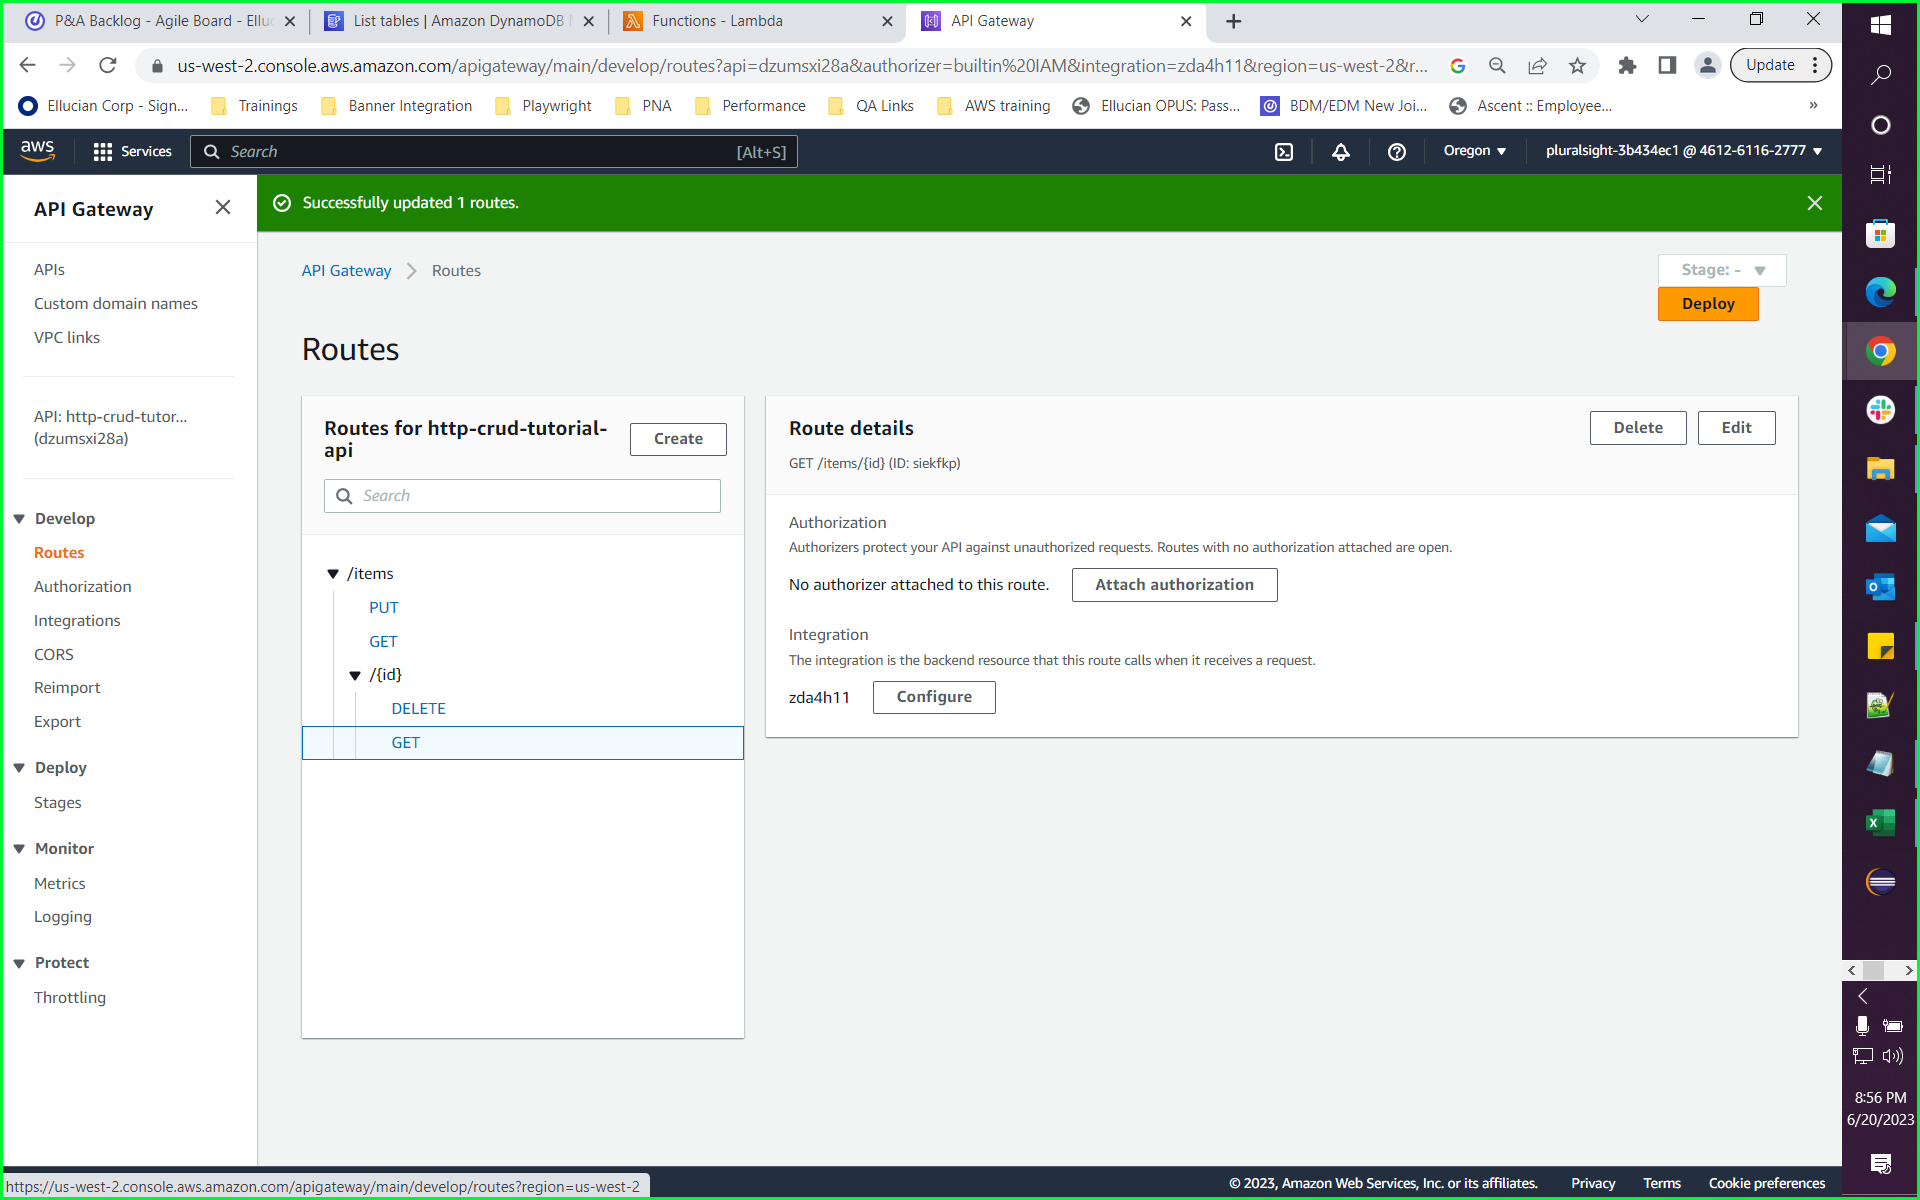 P&A Backlog - Agile Board - Elluc
List tables | Amazon DynamoDB
Functions - Lambda
API Gateway
us-west-2.console.aws.amazon.com/apigateway/main/develop/routes?api=dzumsxi28a&authorizer=builtin%20IAM&integration=zda4h11&region=us-west-2&r...
Update
Ellucian Corp - Sign...
Trainings
Banner Integration
Playwright
PNA
Performance
QA Links
AWS training
Ellucian OPUS: Pass...
BDM/EDM New Joi...
Ascent :: Employee...
»
aws
Services
Search
[Alt+S]
Oregon
pluralsight-3b434ec1 @ 4612-6116-2777
API Gateway
Successfully updated 1 routes.
APIs
Custom domain names
VPC links
API: http-crud-tutor...
(dzumsxi28a)
Develop
Routes
Authorization
Integrations
CORS
Reimport
Export
Deploy
Stages
Monitor
Metrics
Logging
Protect
Throttling
API Gateway
Routes
Stage: -
Deploy
Routes
Routes for http-crud-tutorial-
api
Create
Search
/items
PUT
GET
/{id}
DELETE
GET
Route details
Delete
Edit
GET /items/{id} (ID: siekfkp)
Authorization
Authorizers protect your API against unauthorized requests. Routes with no authorization attached are open.
No authorizer attached to this route.
Attach authorization
Integration
The integration is the backend resource that this route calls when it receives a request.
zda4h11
Configure
8:56 PM
6/20/2023
https://us-west-2.console.aws.amazon.com/apigateway/main/develop/routes?region=us-west-2
© 2023, Amazon Web Services, Inc. or its affiliates.
Privacy
Terms
Cookie preferences